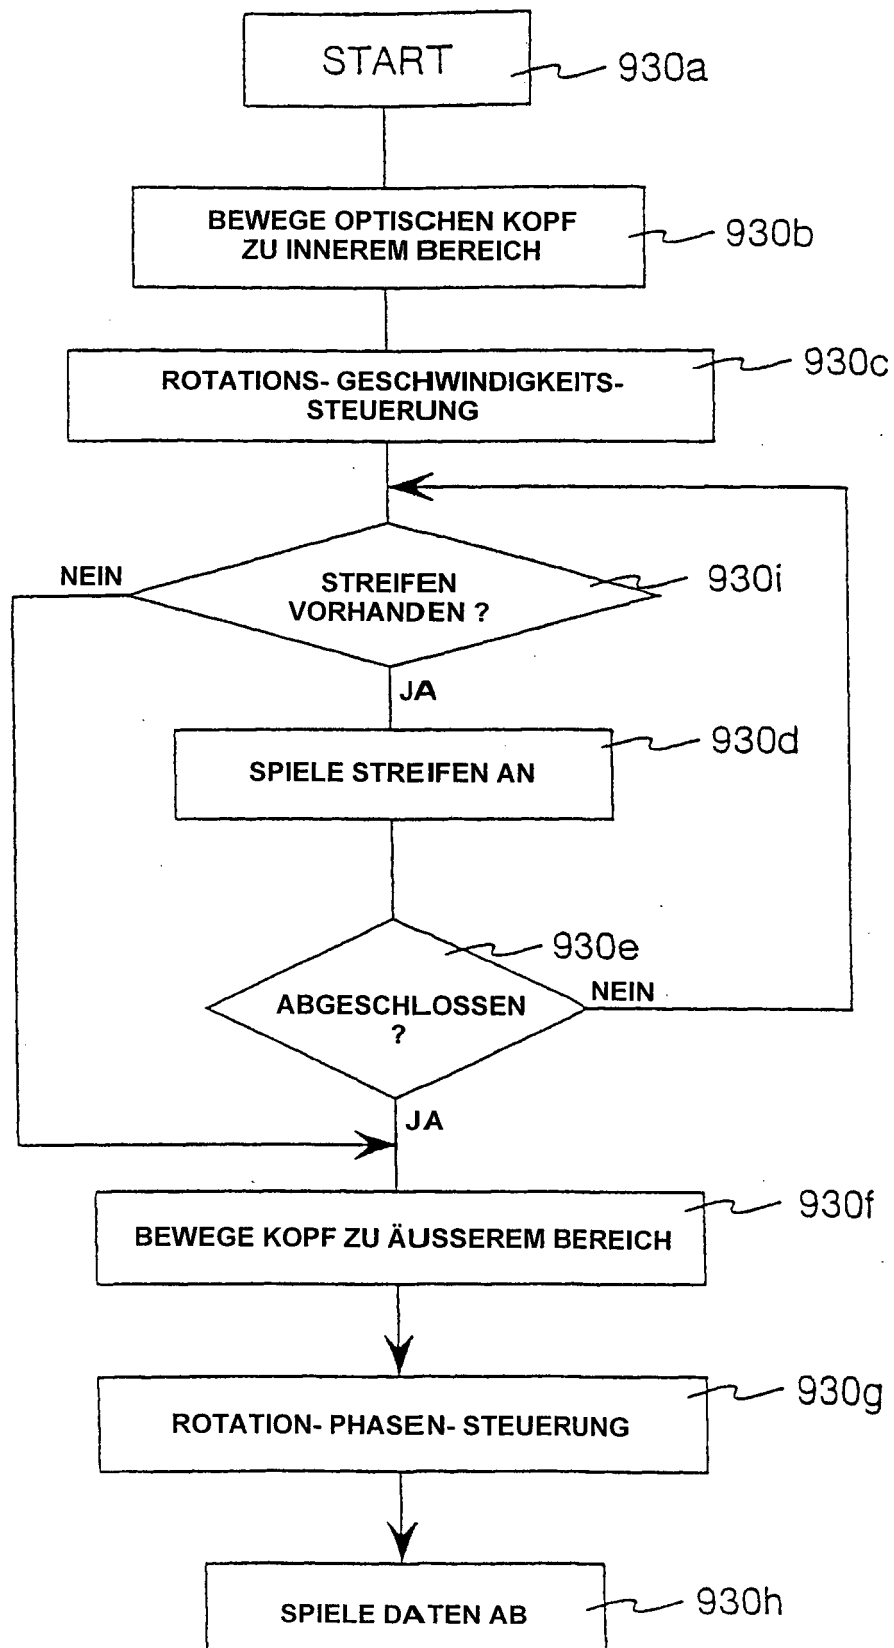 START
930a
BEWEGE OPTISCHEN KOPF
ZU INNEREM BEREICH
930b
ROTATIONS- GESCHWINDIGKEITS-
STEUERUNG
930c
NEIN
STREIFEN
VORHANDEN ?
930i
JA
SPIELE STREIFEN AN
930d
930e
ABGESCHLOSSEN
?
NEIN
JA
BEWEGE KOPF ZU ÄUSSEREM BEREICH
930f
ROTATION- PHASEN- STEUERUNG
930g
SPIELE DATEN AB
930h